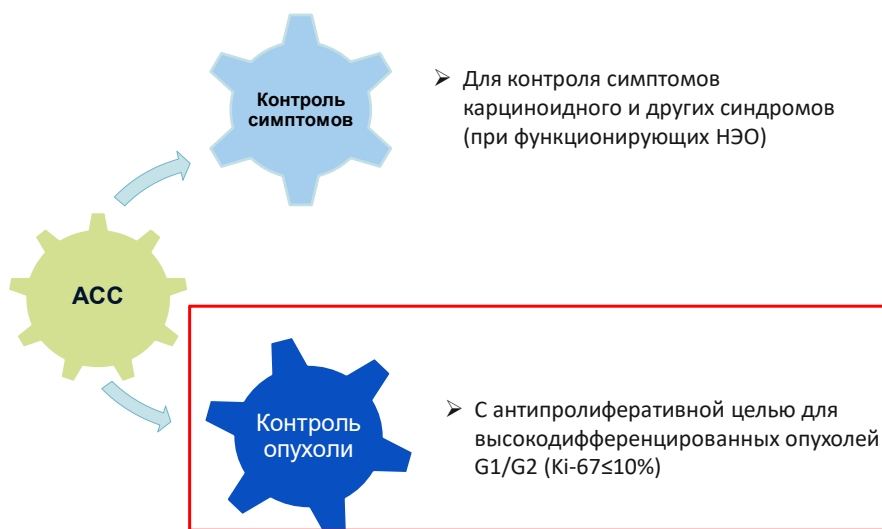 Контроль
симптомов
➢ Для контроля симптомов
карциноидного и других синдромов
(при функционирующих НЭО)
АСС
Контроль
опухоли
➢ С антипролиферативной целью для
высокодифференцированных опухолей
G1/G2 (Ki-67≤10%)